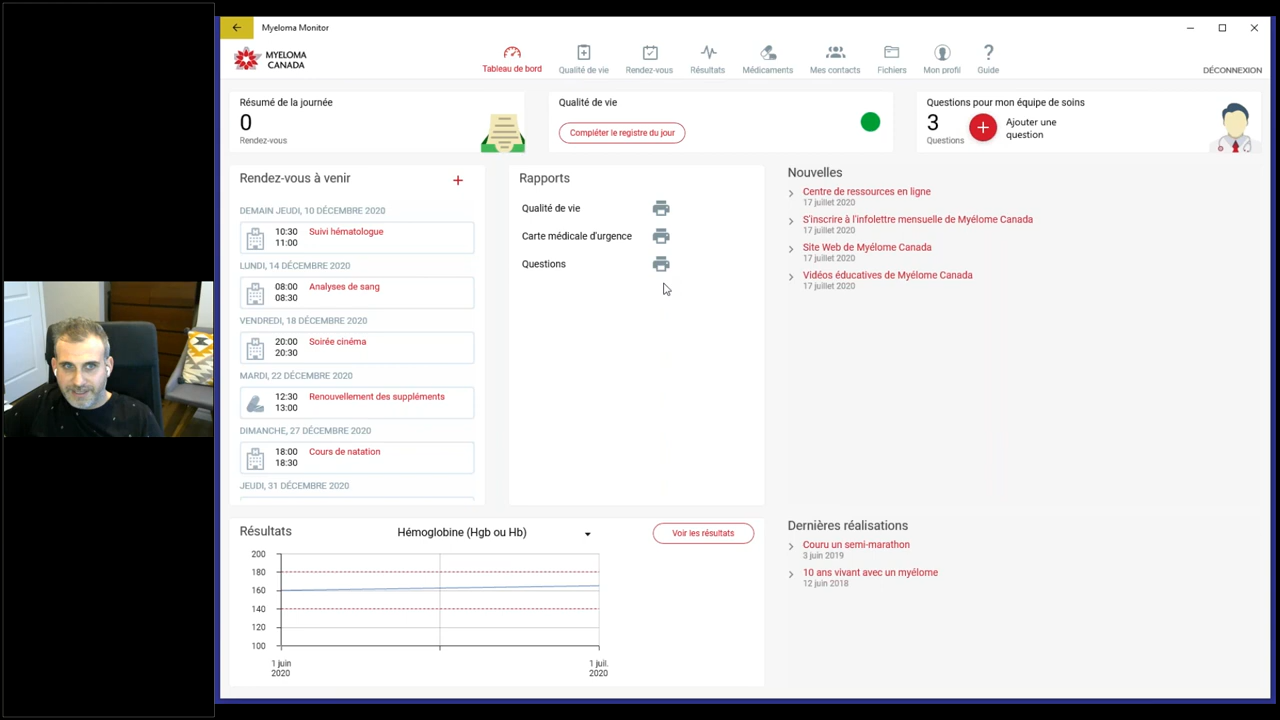 Myeloma Monitor
MYELOMA
CANADA
Tableau de bord
Qualité de vie
Rendez-vous
Résultats
Médicaments
Mes contacts
Fichiers
Mon profil
Guide
DÉCONNEXION
Résumé de la journée
0
Rendez-vous
Qualité de vie
Compléter le registre du jour
Questions pour mon équipe de soins
3
Questions
Ajouter une
question
Rendez-vous à venir
DEMAIN JEUDI, 10 DÉCEMBRE 2020
10:30 Suivi hématologue
11:00
LUNDI, 14 DÉCEMBRE 2020
08:00 Analyses de sang
08:30
VENDREDI, 18 DÉCEMBRE 2020
20:00 Soirée cinéma
20:30
MARDI, 22 DÉCEMBRE 2020
12:30 Renouvellement des suppléments
13:00
DIMANCHE, 27 DÉCEMBRE 2020
18:00 Cours de natation
18:30
JEUDI, 31 DÉCEMBRE 2020
Rapports
Qualité de vie
Carte médicale d'urgence
Questions
Nouvelles
Centre de ressources en ligne
17 juillet 2020
S'inscrire à l'infolettre mensuelle de Myélome Canada
17 juillet 2020
Site Web de Myélome Canada
17 juillet 2020
Vidéos éducatives de Myélome Canada
17 juillet 2020
Résultats
Hémoglobine (Hgb ou Hb)
Voir les résultats
200
180
160
140
120
100
1 juin
2020
1 juil.
2020
Dernières réalisations
Couru un semi-marathon
3 juin 2019
10 ans vivant avec un myélome
12 juin 2018